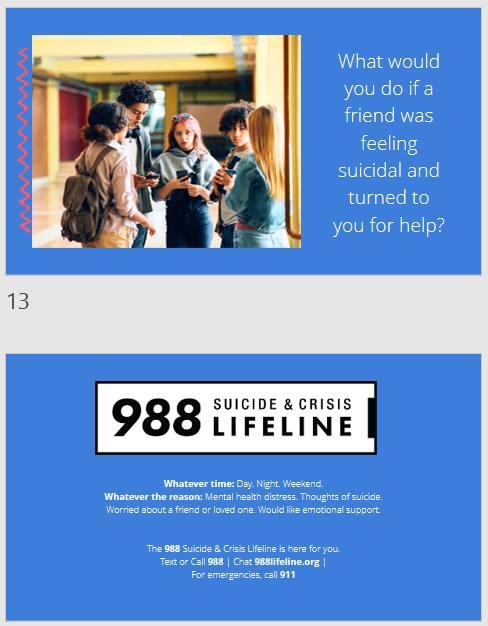 What would
you do if a
friend was
feeling
suicidal and
turned to
you for help?
13
988 SUICIDE & CRISIS
LIFELINE
Whatever time: Day. Night. Weekend.
Whatever the reason: Mental health distress. Thoughts of suicide.
Worried about a friend or loved one. Would like emotional support.
The 988 Suicide & Crisis Lifeline is here for you.
Text or Call 988 | Chat 988lifeline.org |
For emergencies, call 911